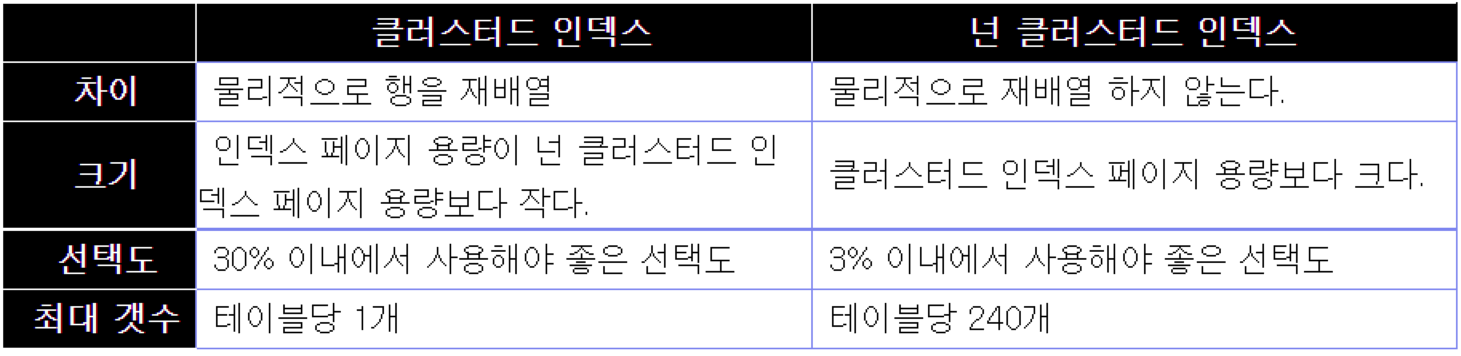 클러스터드 인덱스 넌 클러스터드 인덱스
차이 물리적으로 행을 재배열 물리적으로 재배열 하지 않는다.
크기 인덱스 페이지 용량이 넌 클러스터드 인
덱스 페이지 용량보다 작다. 클러스터드 인덱스 페이지 용량보다 크다.
선택도 30% 이내에서 사용해야 좋은 선택도 3% 이내에서 사용해야 좋은 선택도
최대 갯수 테이블당 1개 테이블당 240개